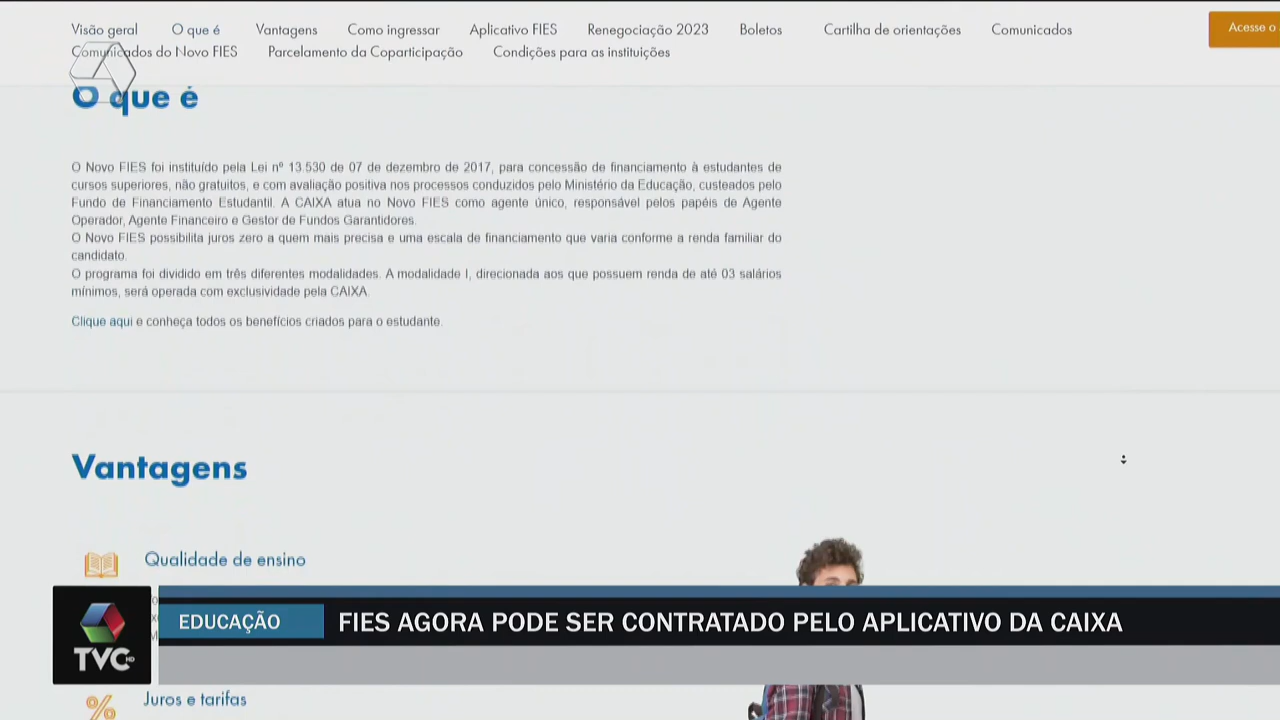 Visão geral O que é Vantagens Como ingressar Aplicativo FIES Renegociação 2023 Boletos Cartilha de orientações Comunicados Acesse o
Comunicados do Novo FIES Parcelamento da Coparticipação Condições para as instituições
O que é
O Novo FIES foi instituído pela Lei nº 13.530 de 07 de dezembro de 2017, para concessão de financiamento à estudantes de
cursos superiores, não gratuitos, e com avaliação positiva nos processos conduzidos pelo Ministério da Educação, custeados pelo
Fundo de Financiamento Estudantil. A CAIXA atua no Novo FIES como agente único, responsável pelos papéis de Agente
Operador, Agente Financeiro e Gestor de Fundos Garantidores.
O Novo FIES possibilita juros zero a quem mais precisa e uma escala de financiamento que varia conforme a renda familiar do
candidato.
O programa foi dividido em três diferentes modalidades. A modalidade I, direcionada aos que possuem renda de até 03 salários
mínimos, será operada com exclusividade pela CAIXA.
Clique aqui e conheça todos os benefícios criados para o estudante.
Vantagens
Qualidade de ensino
EDUCAÇÃO FIES AGORA PODE SER CONTRATADO PELO APLICATIVO DA CAIXA
TVC HD
Juros e tarifas